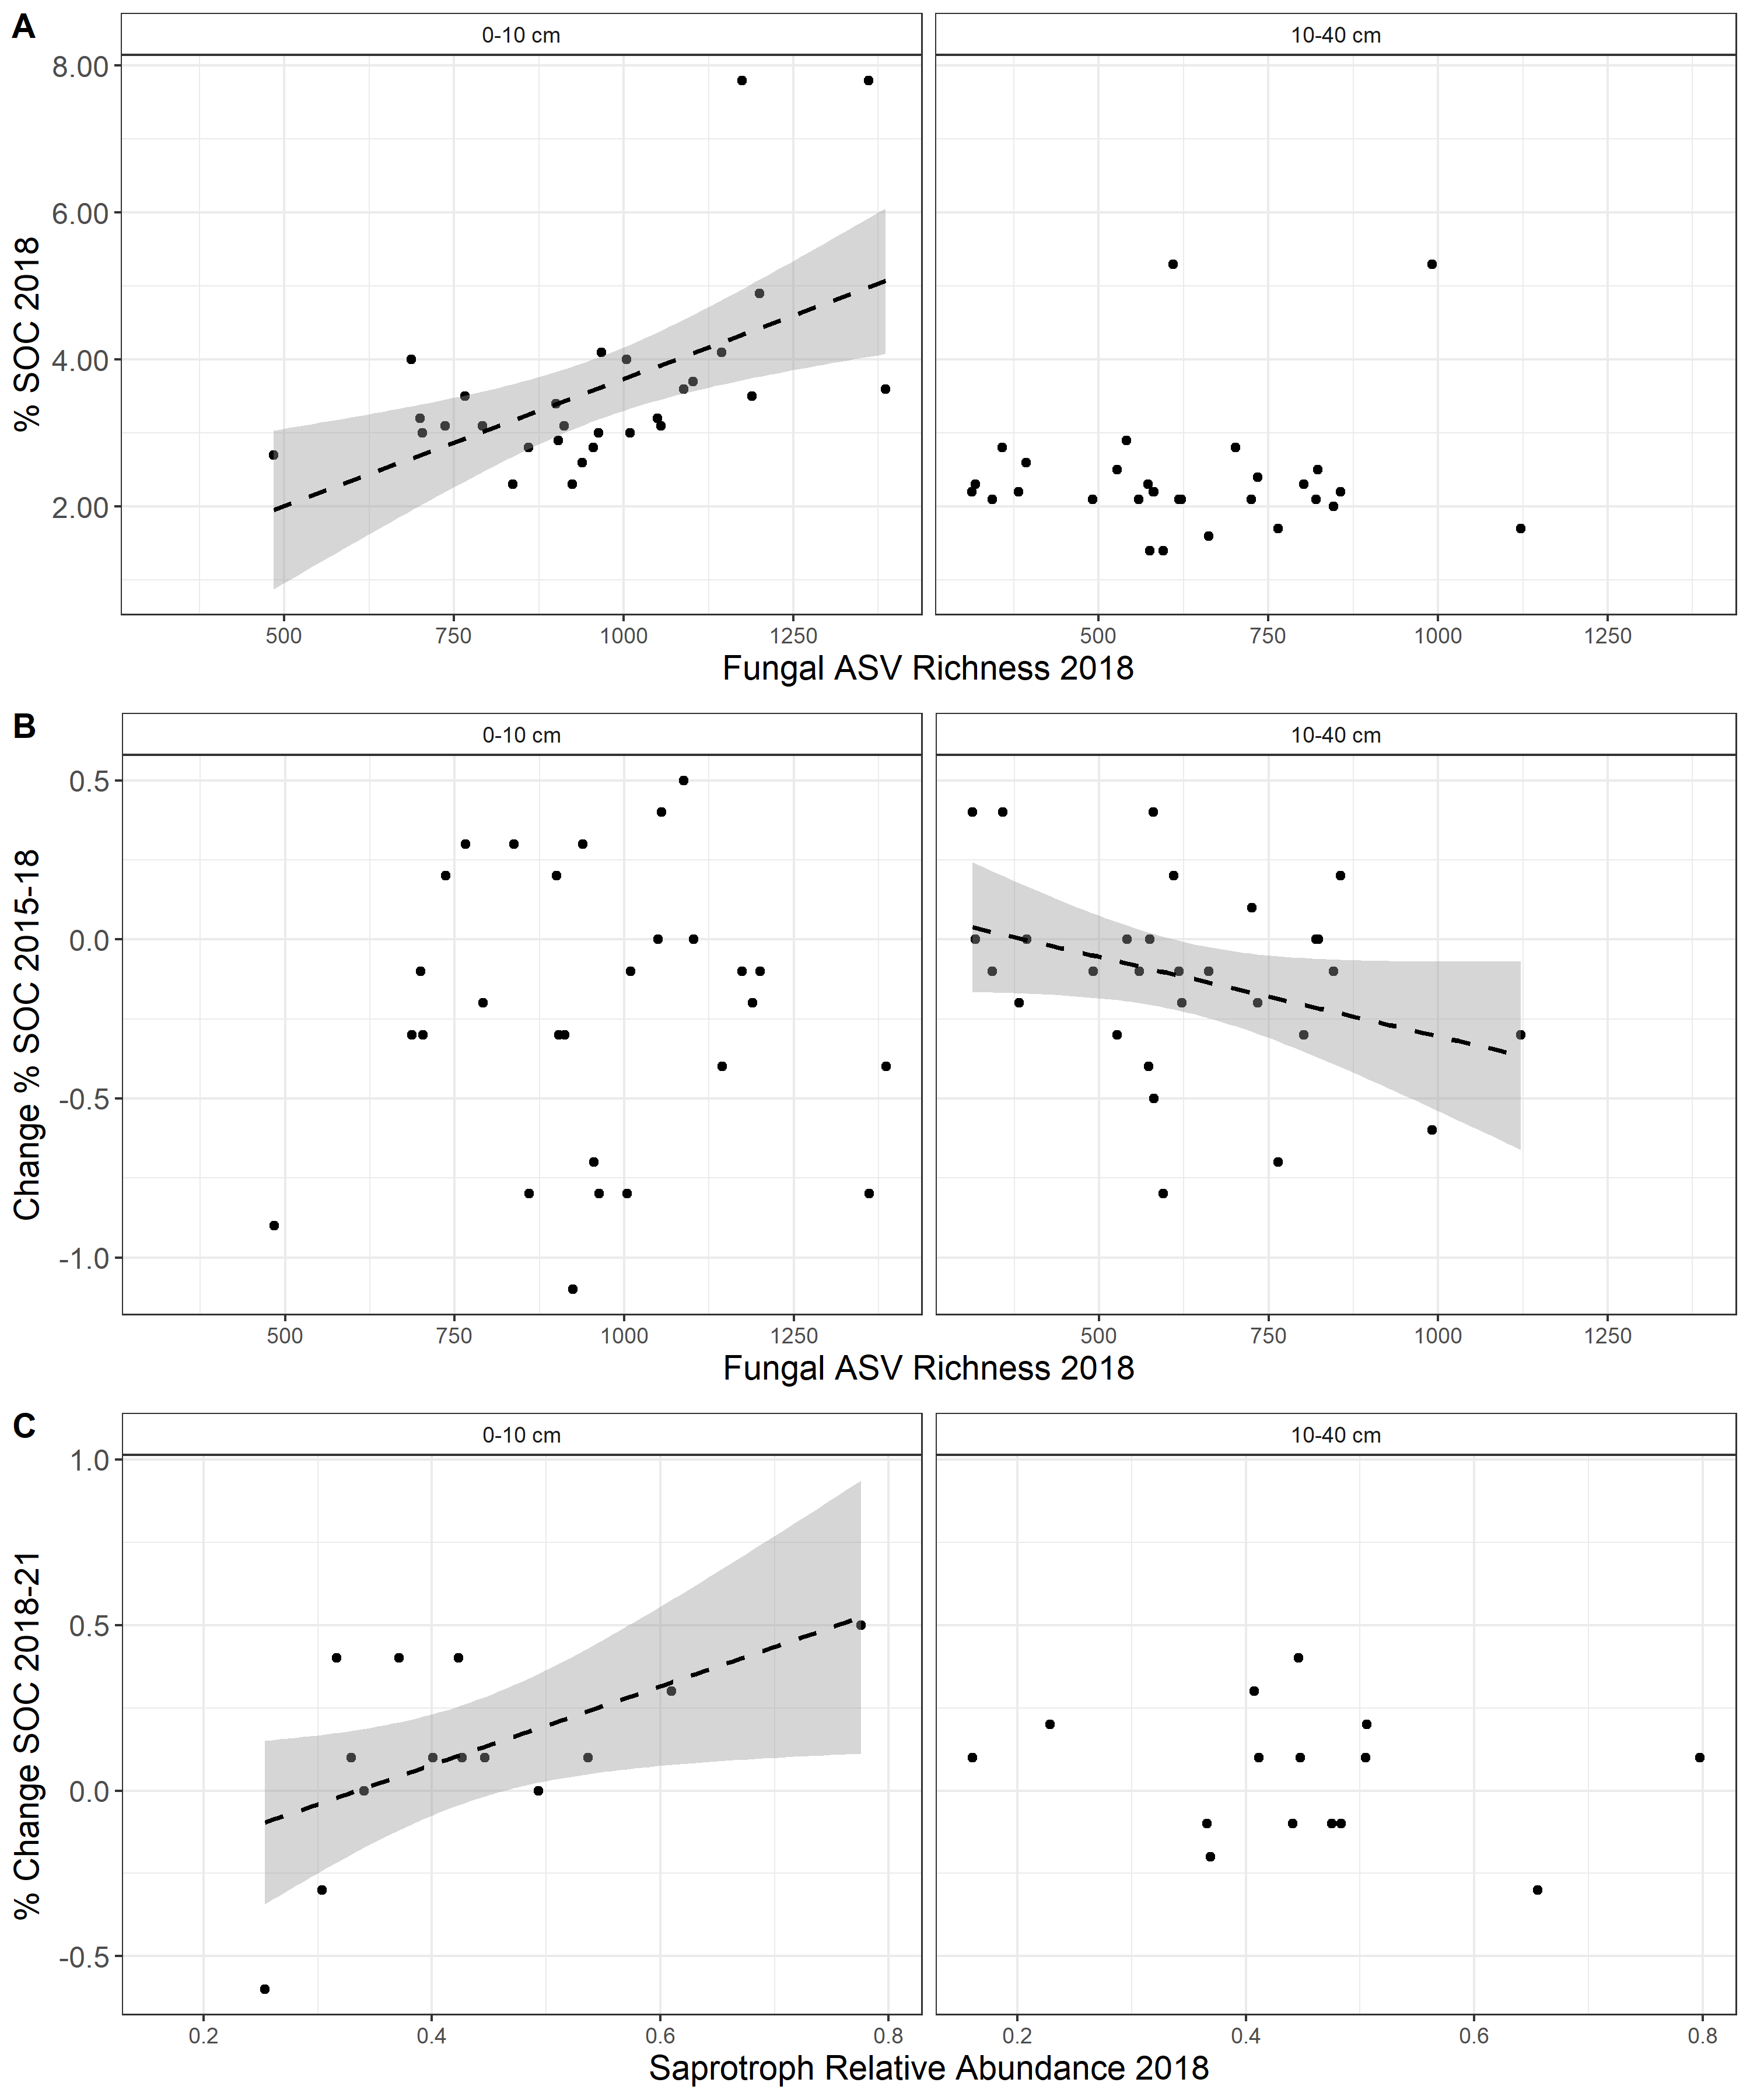 A
0-10 cm
10-40 cm
% SOC 2018
8.00
6.00
4.00
2.00
500 750 1000 1250
500 750 1000 1250
Fungal ASV Richness 2018
B
0-10 cm
10-40 cm
Change % SOC 2015-18
0.5
0.0
-0.5
-1.0
500 750 1000 1250
500 750 1000 1250
Fungal ASV Richness 2018
C
0-10 cm
10-40 cm
% Change SOC 2018-21
1.0
0.5
0.0
-0.5
0.2 0.4 0.6 0.8
0.2 0.4 0.6 0.8
Saprotroph Relative Abundance 2018